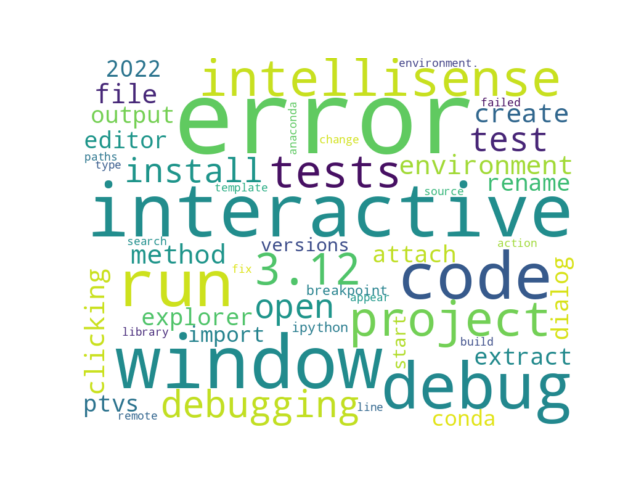 2022
intellisense
environment.
file
error
failed
output
anaconda
create
editor
change
test
paths
type
install
tests
environment
template
source
rename
interactive
search
versions
action
method
attach
run
fix
3.12
code
dialog
clicking
breakpoint
appear
open
project
explorer
library
import
ipython
start
build
window
extract
debug
ptvs
debugging
line
remote
conda